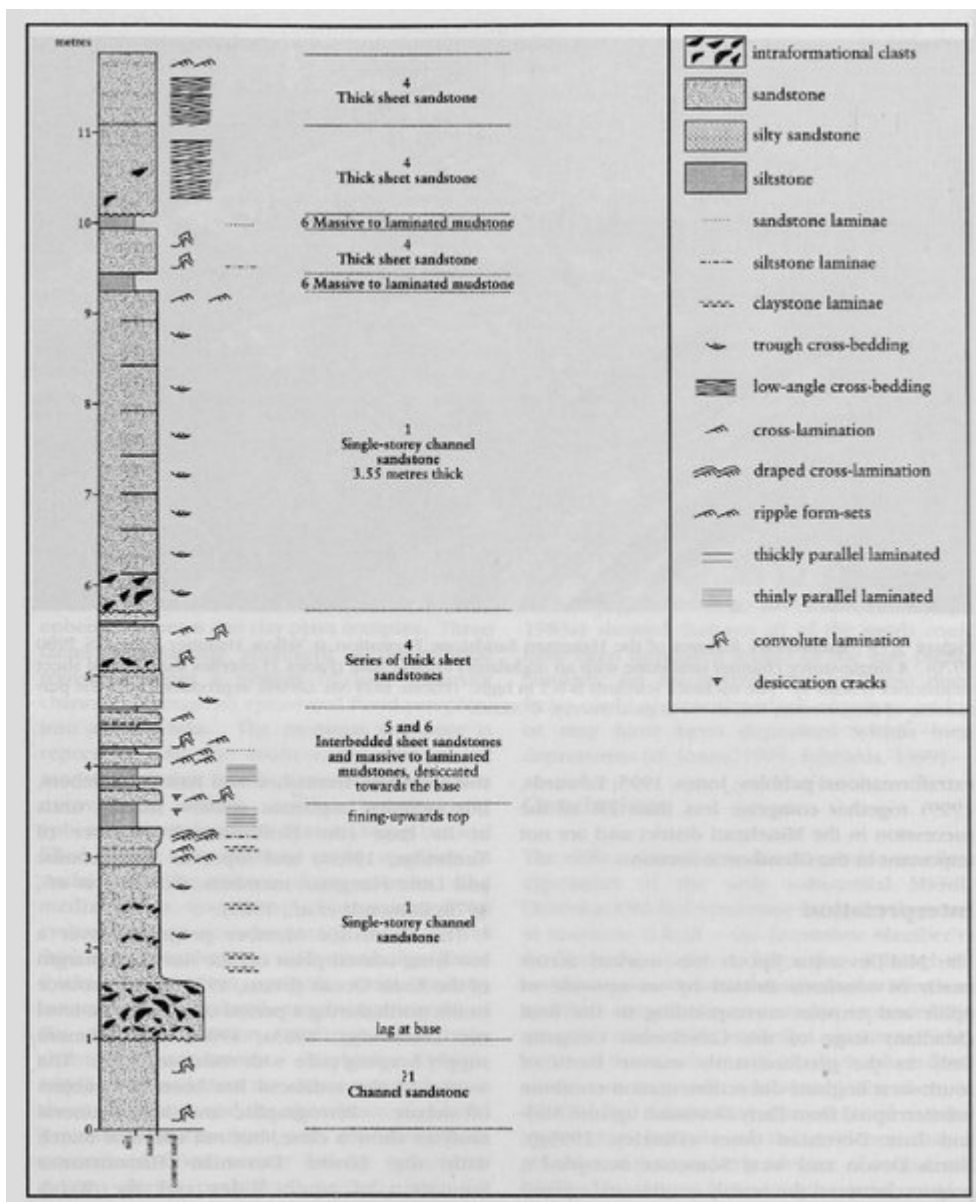 metres
4
Thick sheet sandstone
11
4
Thick sheet sandstone
10
6 Massive to laminated mudstone
4
Thick sheet sandstone
6 Massive to laminated mudstone
9
8
1
Single-storey channel
sandstone
3.55 metres thick
7
6
4
Series of thick sheet
sandstones
5
5 and 6
Interbedded sheet sandstones
and massive to laminated
mudstones, desiccated
towards the base
4
fining-upwards top
3
1
Single-storey channel
sandstone
2
lag at base
1
?1
Channel sandstone
0
intraformational clasts
sandstone
silty sandstone
siltstone
sandstone laminae
siltstone laminae
claystone laminae
trough cross-bedding
low-angle cross-bedding
cross-lamination
draped cross-lamination
ripple form-sets
thickly parallel laminated
thinly parallel laminated
convolute lamination
desiccation cracks